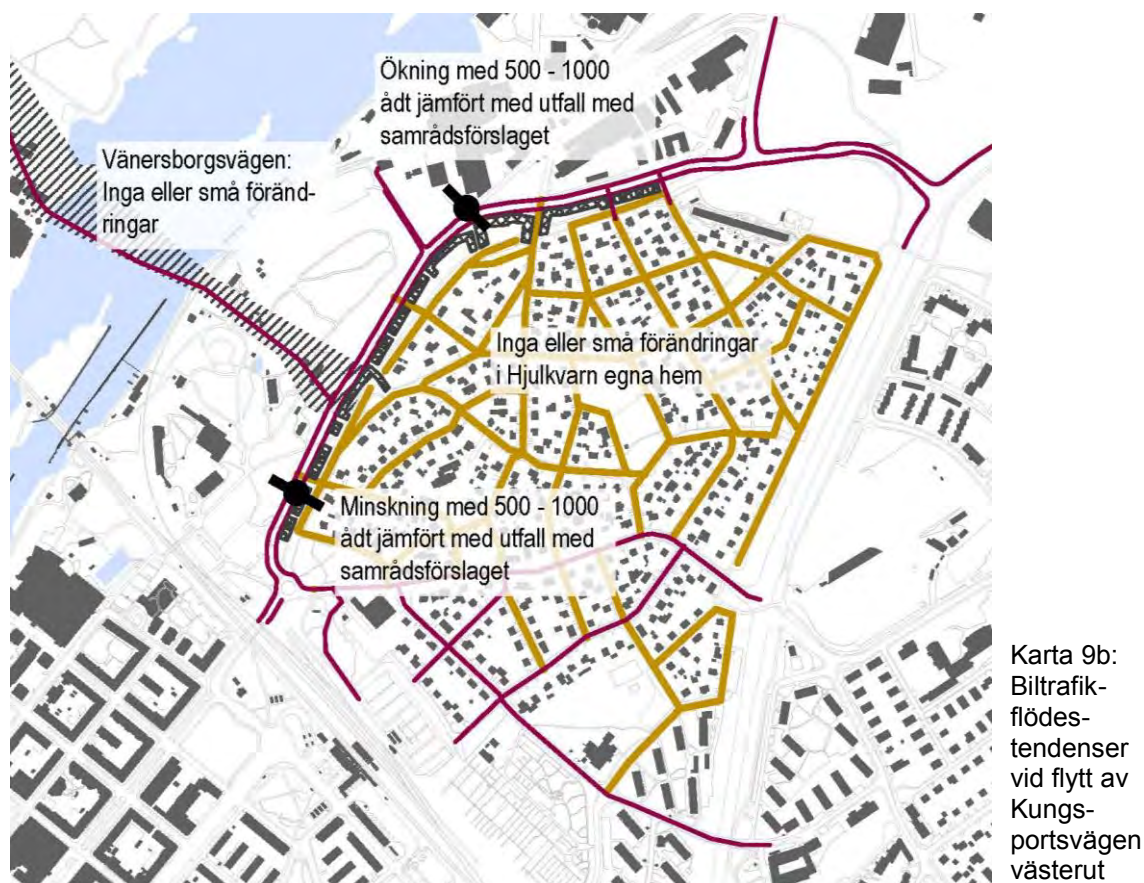 Ökning med 500 - 1000
ådt jämfört med utfall med
samrådsförslaget
Vänersborgsvägen:
Inga eller små föränd-
ringar
Inga eller små förändringar
i Hjulkvarn egna hem
Minskning med 500 - 1000
ådt jämfört med utfall med
samrådsförslaget
Karta 9b:
Biltrafik-
flödes-
tendenser
vid flytt av
Kungs-
portsvägen
västerut